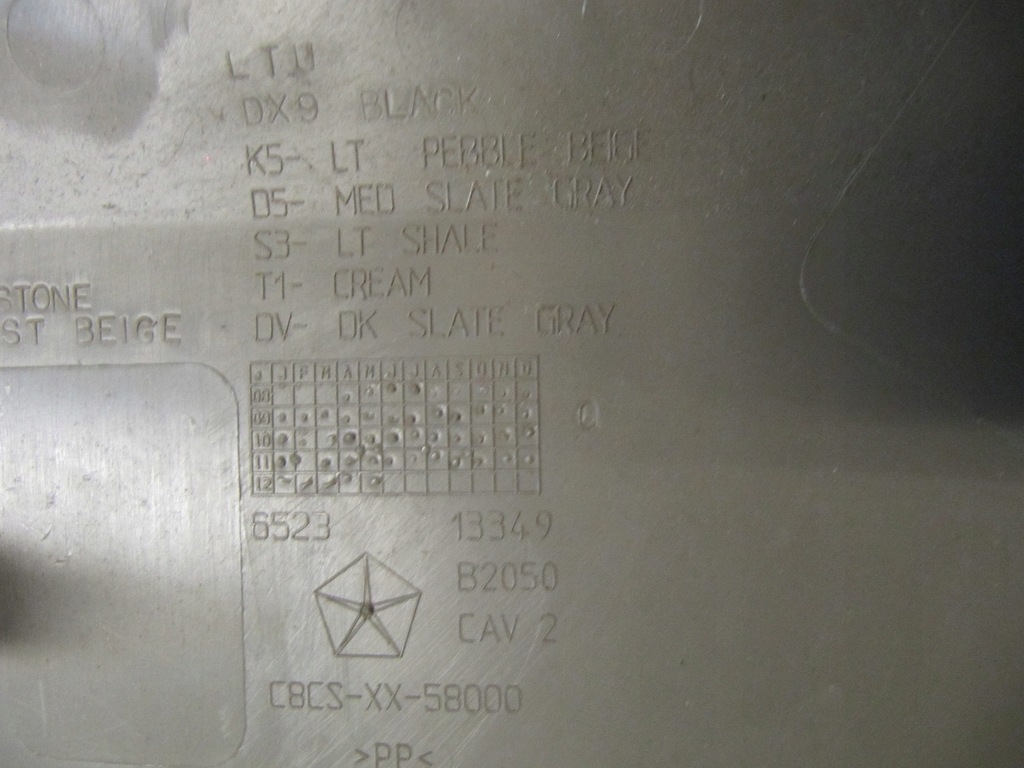 LTU
DX9 BLACK
K5- LT PEBBLE BEIGE
D5- MED SLATE GRAY
S3- LT SHALE
T1- CREAM
DV- DK SLATE GRAY
STONE
ST BEIGE
J F M A M J J A S O N D
08
09
10
11
12
6523 13349
B2050
CAV 2
C8CS-XX-58000
>PP<